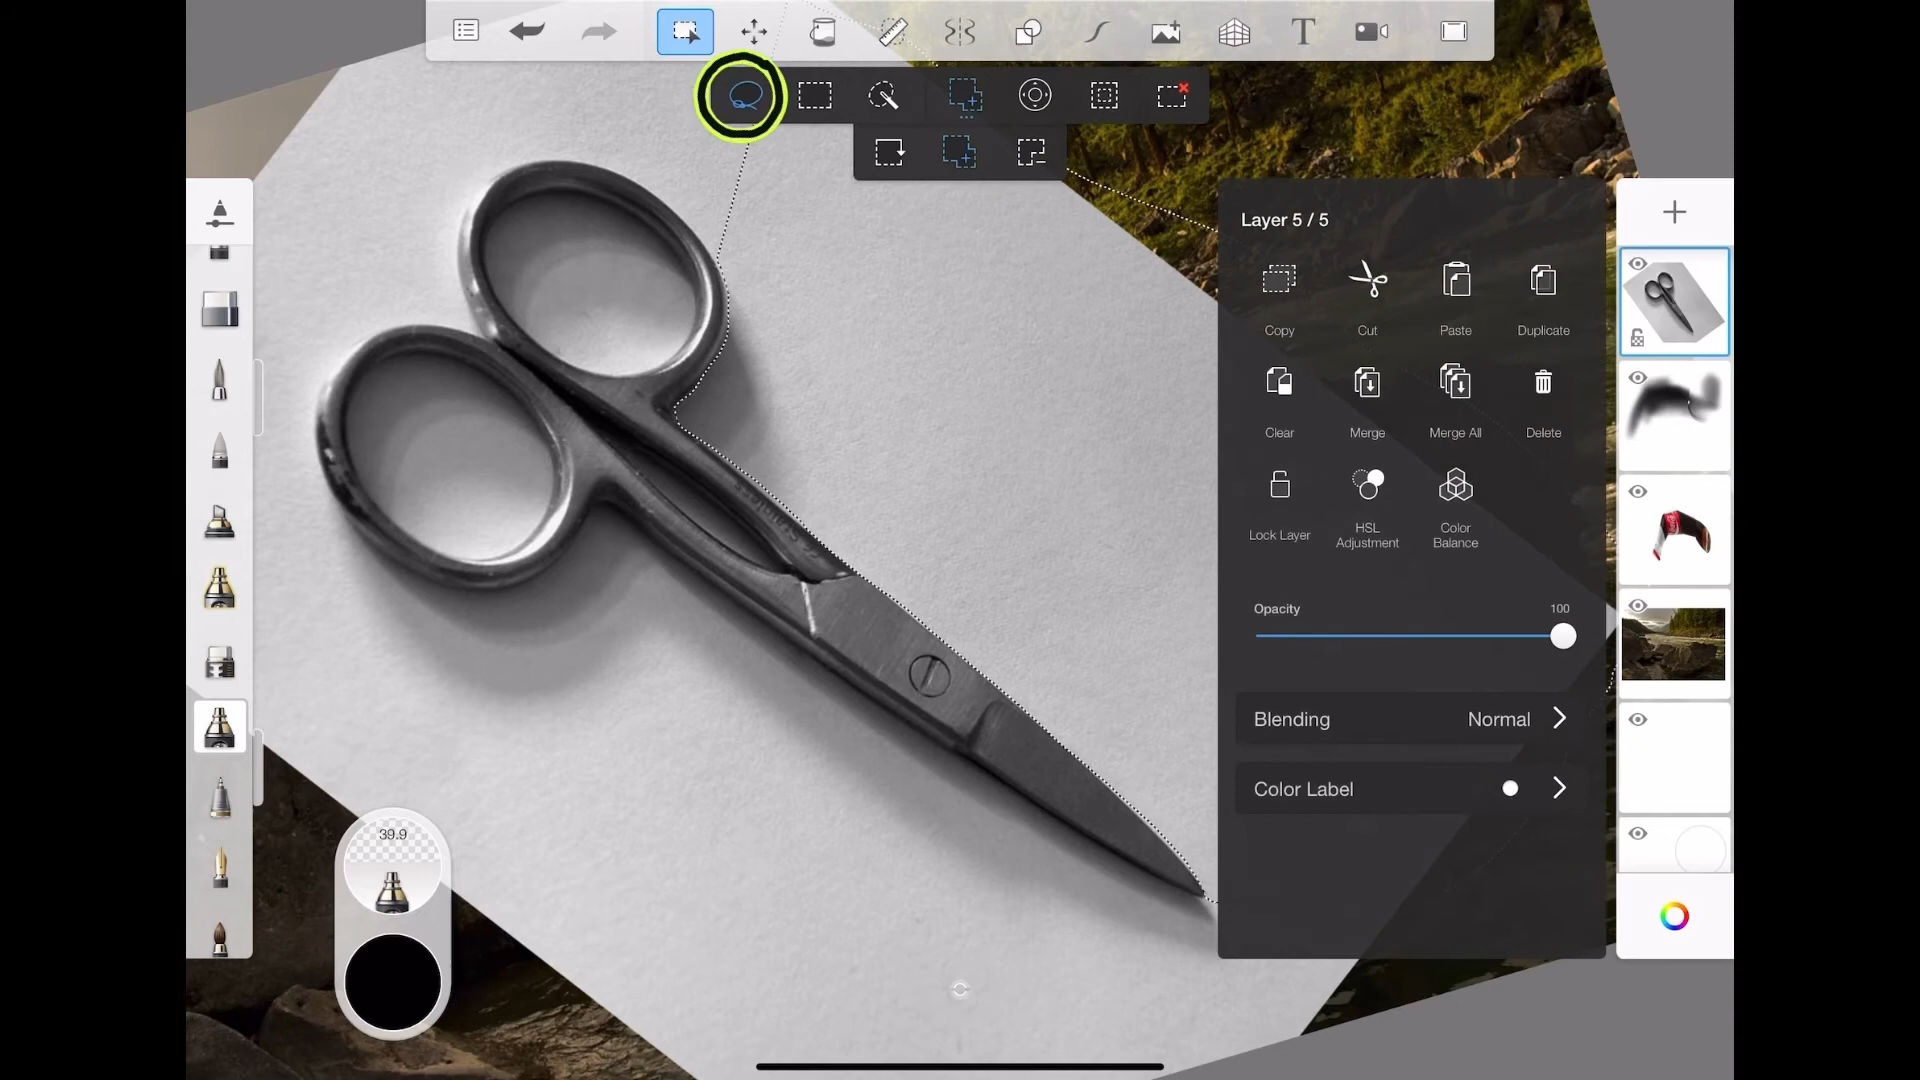 T
Layer 5 / 5
Copy
Cut
Paste
Duplicate
Clear
Merge
Merge All
Delete
Lock Layer
HSL
Adjustment
Color
Balance
Opacity
100
Blending
Normal
Color Label
39.9